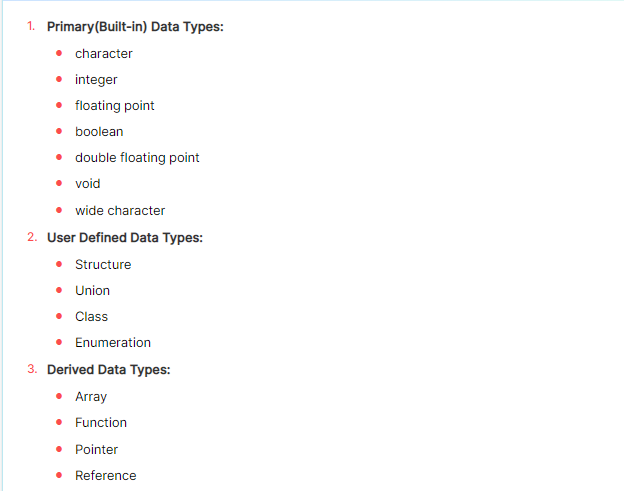 1. Primary(Built-in) Data Types:
• character
• integer
• floating point
• boolean
• double floating point
• void
• wide character
2. User Defined Data Types:
• Structure
• Union
• Class
• Enumeration
3. Derived Data Types:
• Array
• Function
• Pointer
• Reference